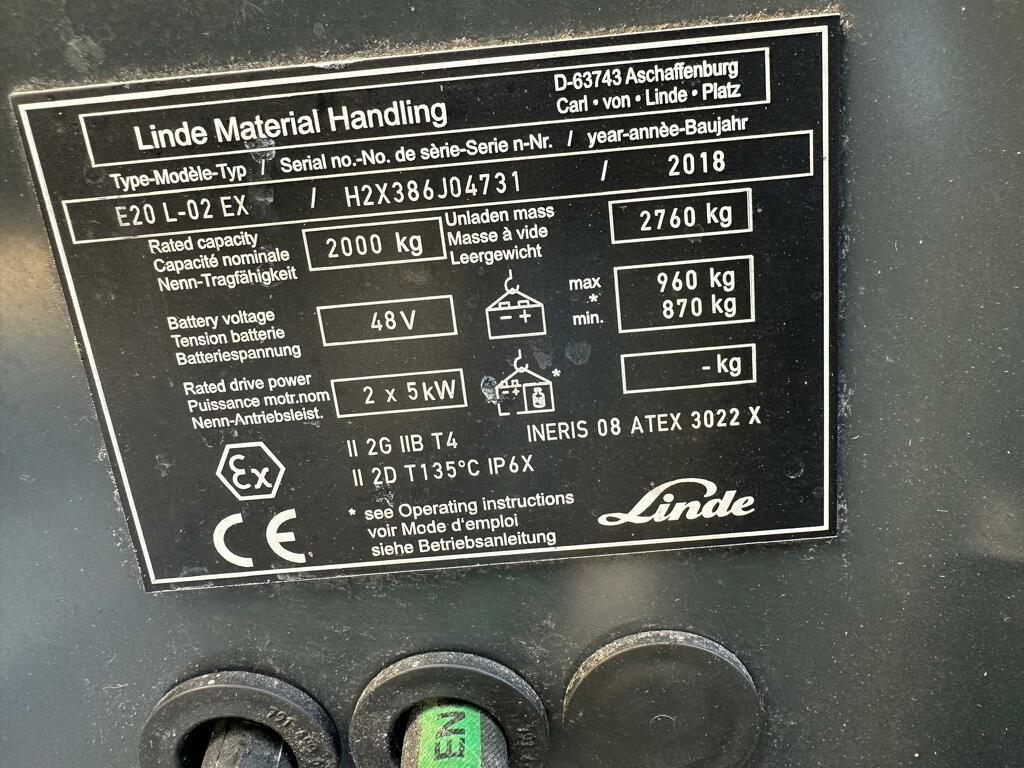 Linde Material Handling
D-63743 Aschaffenburg
Carl • von • Linde • Platz
Type-Modèle-Typ / Serial no.-No. de sèrie-Serie n-Nr. / year-annèe-Baujahr
E20 L-02 EX / H2X386J04731 / 2018
Rated capacity
Capacité nominale
Nenn-Tragfähigkeit
2000 kg
Unladen mass
Masse à vide
Leergewicht
2760 kg
Battery voltage
Tension batterie
Batteriespannung
48V
- +
max
*
min.
960 kg
870 kg
Rated drive power
Puissance motr.nom
Nenn-Antriebsleist.
2 x 5kW
- +
kg
*
- kg
Ex
II 2G IIB T4
II 2D T135°C IP6X
INERIS 08 ATEX 3022 X
CE
* see Operating instructions
voir Mode d'emploi
siehe Betriebsanleitung
Linde
EN